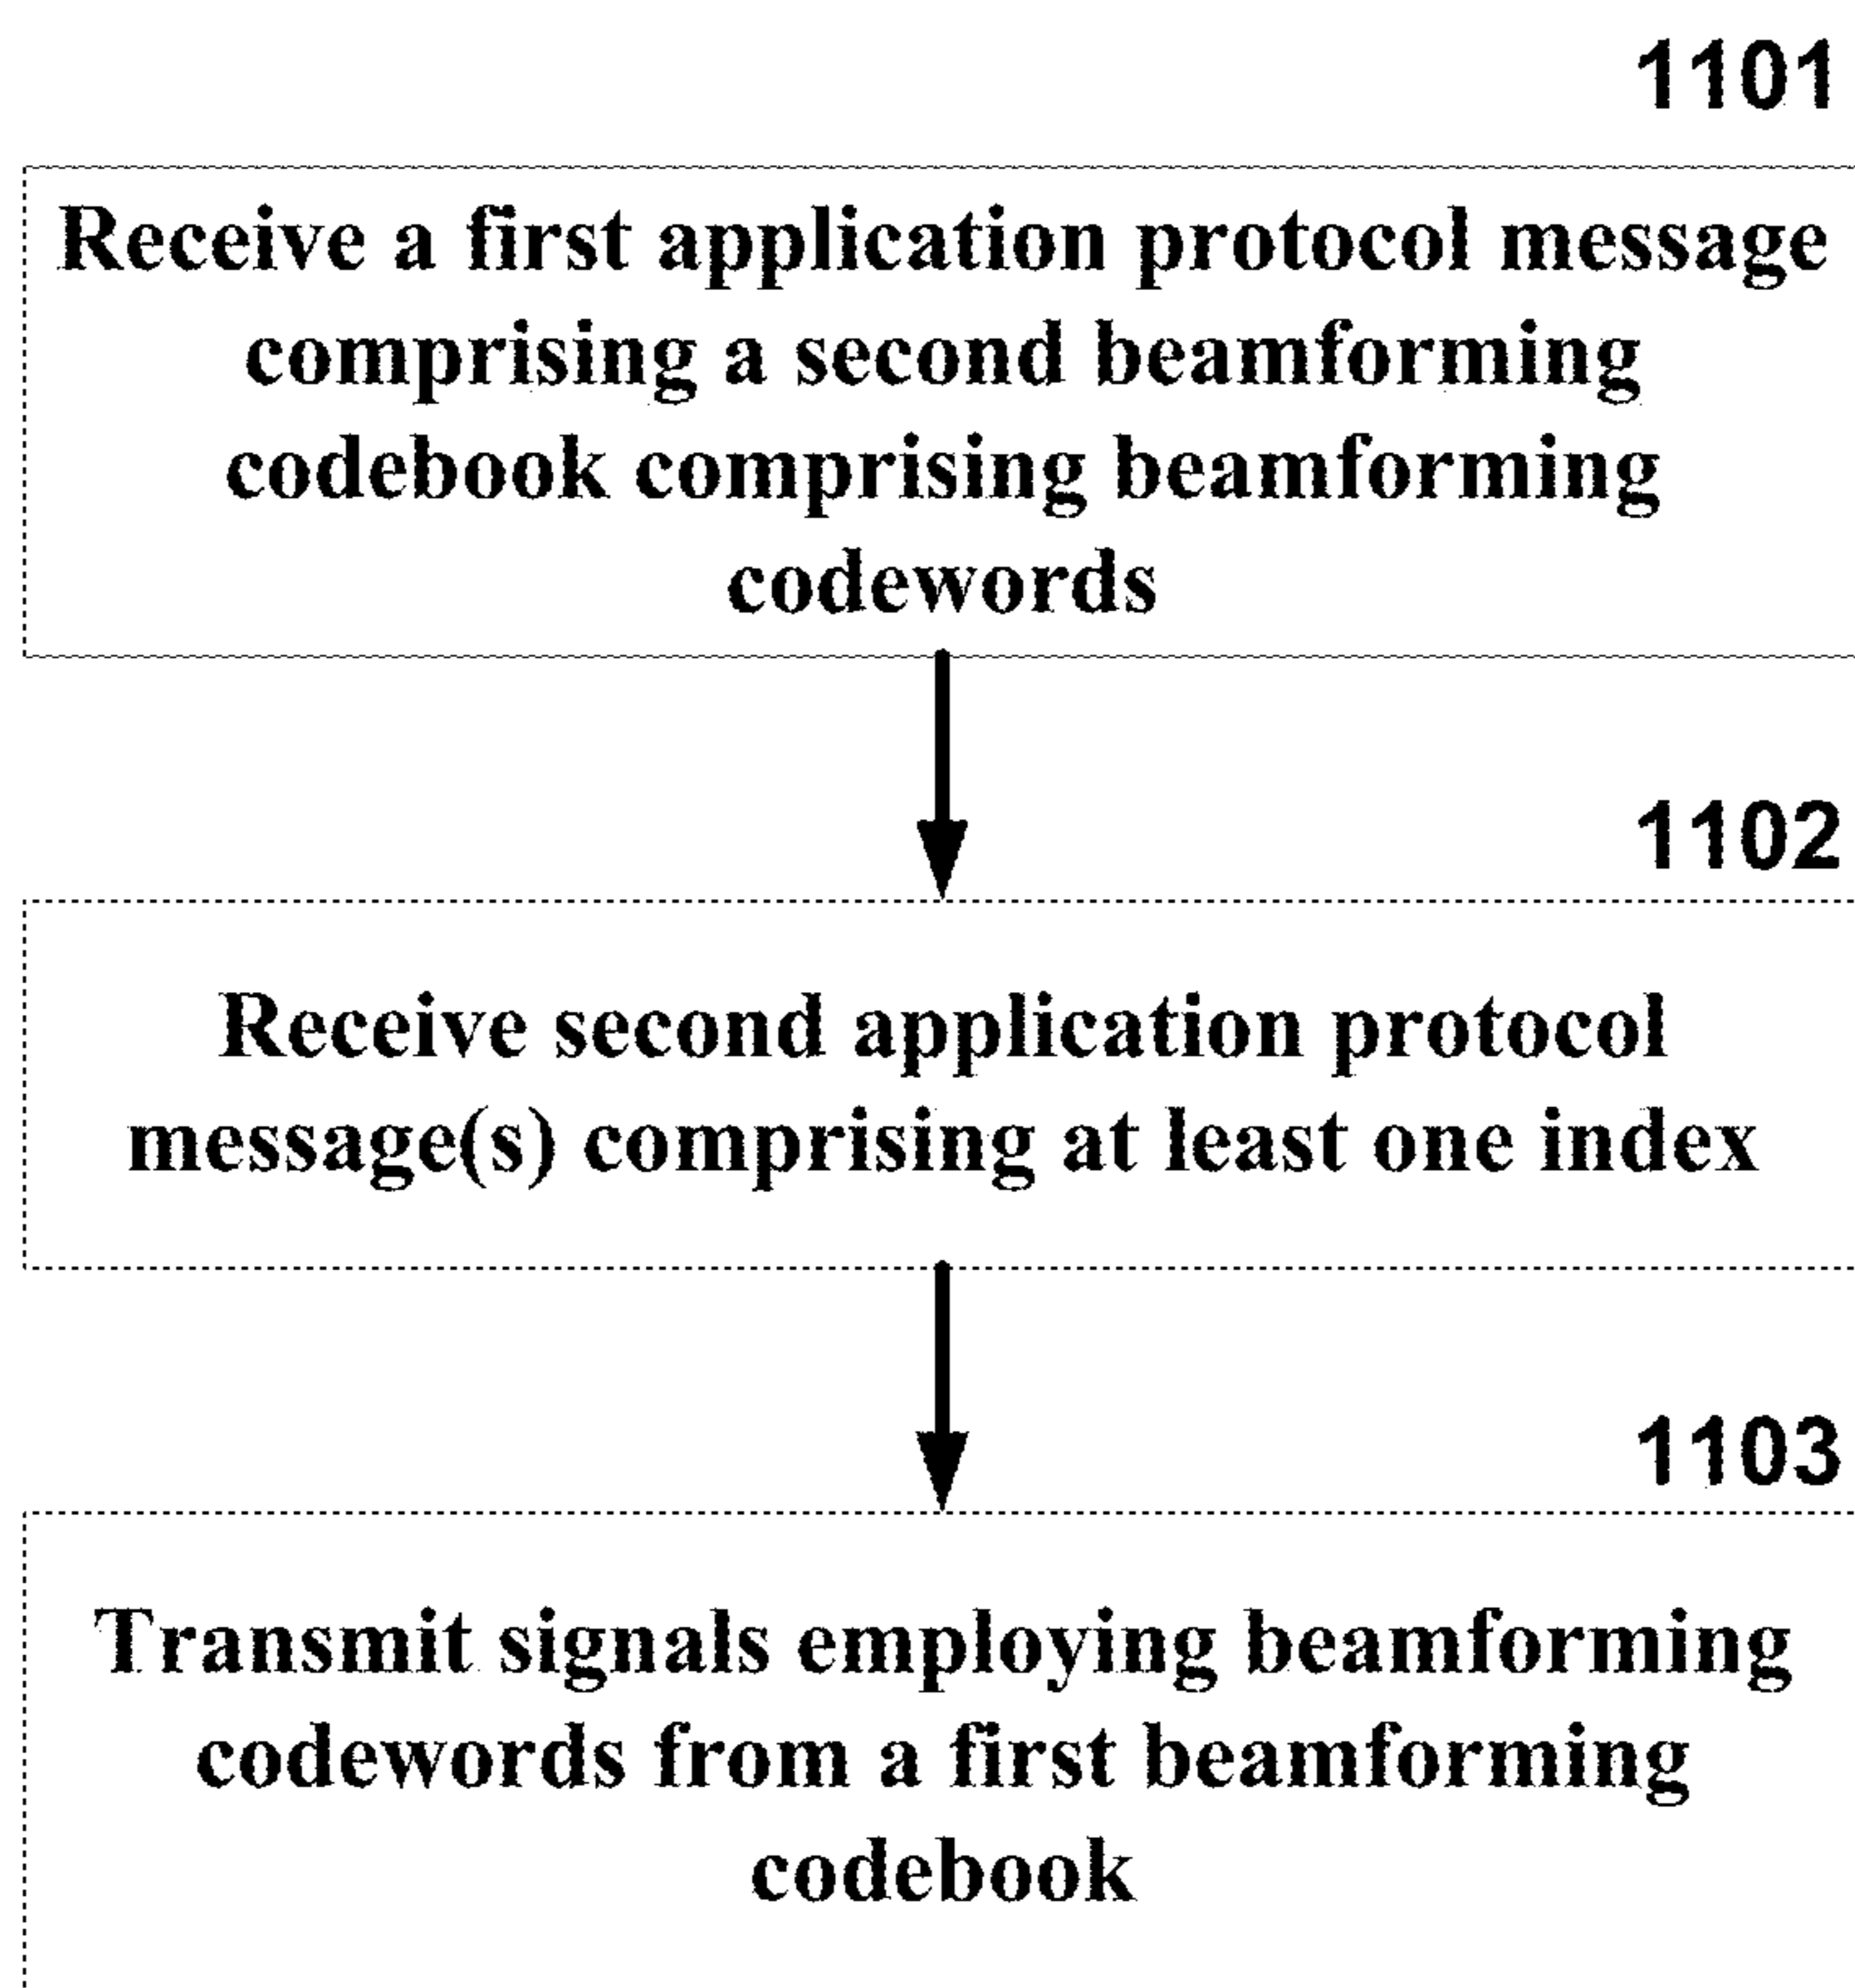 1101
Receive a first application protocol message
comprising a second beamforming
codebook comprising beamforming
codewords
1102
Receive second application protocol
message(s) comprising at least one index
1103
Transmit signals employing beamforming
codewords from a first beamforming
codebook